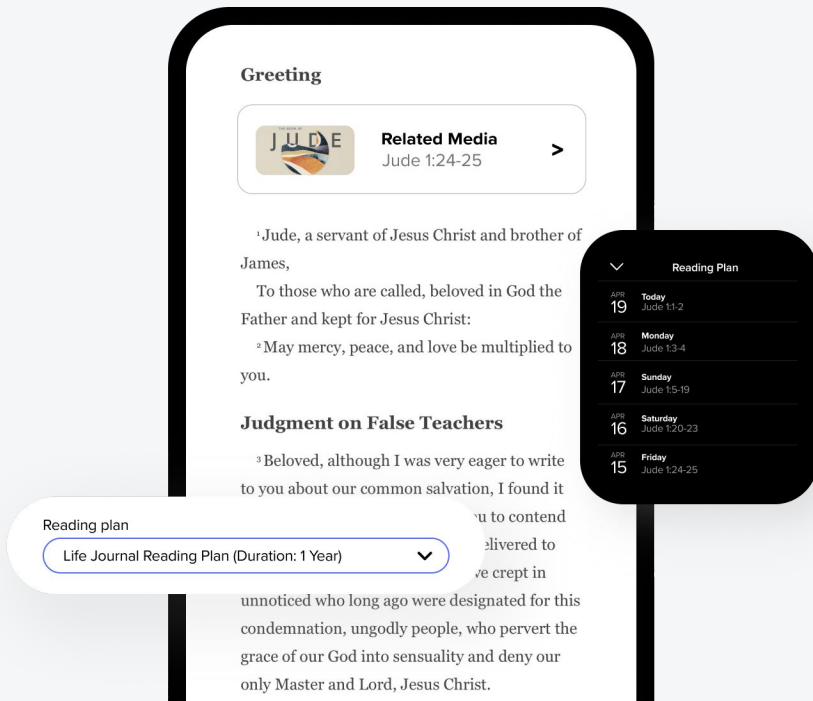 Greeting
THE BOOK OF
JUDE
Related Media
Jude 1:24-25
>
¹Jude, a servant of Jesus Christ and brother of
James,
To those who are called, beloved in God the
Father and kept for Jesus Christ:
²May mercy, peace, and love be multiplied to
you.
Judgment on False Teachers
³Beloved, although I was very eager to write
to you about our common salvation, I found it
u to contend
elivered to
ve crept in
unnoticed who long ago were designated for this
condemnation, ungodly people, who pervert the
grace of our God into sensuality and deny our
only Master and Lord, Jesus Christ.
Reading plan
Life Journal Reading Plan (Duration: 1 Year)
Reading Plan
APR
19
Today
Jude 1:1-2
APR
18
Monday
Jude 1:3-4
APR
17
Sunday
Jude 1:5-19
APR
16
Saturday
Jude 1:20-23
APR
15
Friday
Jude 1:24-25